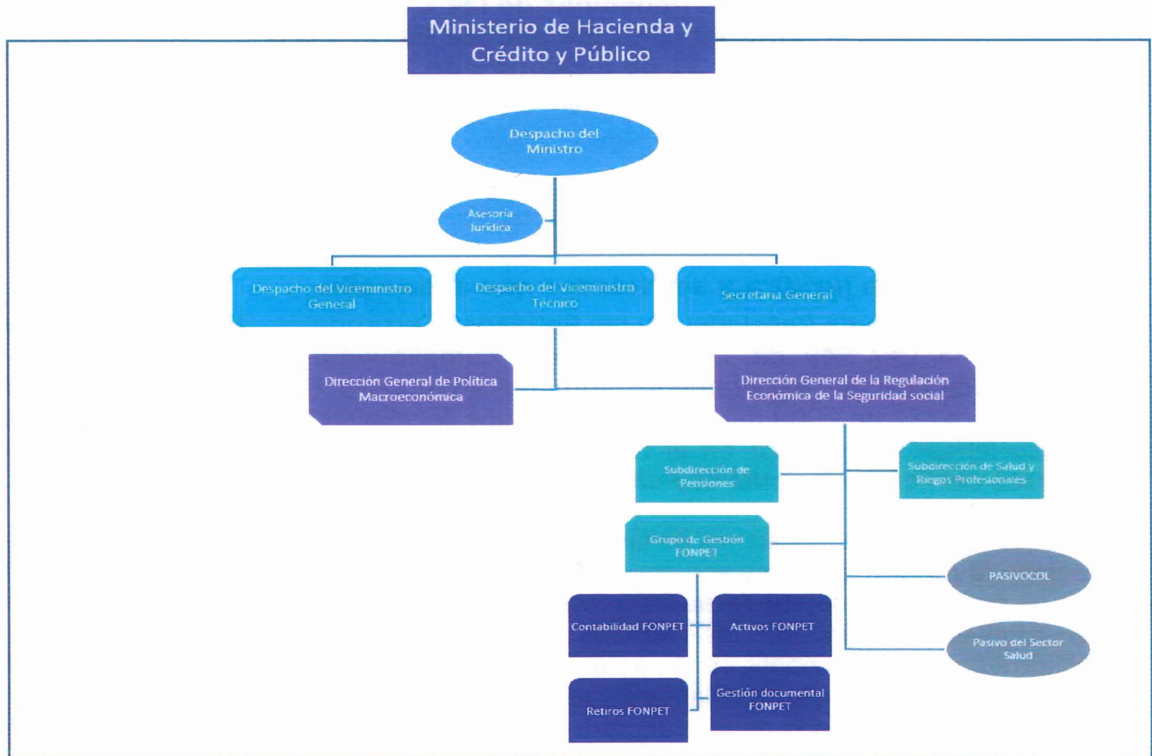 Ministerio de Hacienda y
Crédito y Público
Despacho del
Ministro
Asesoría
Jurídica
Despacho del Viceministro
General
Despacho del Viceministro
Técnico
Secretaria General
Dirección General de Política
Macroeconómica
Dirección General de la Regulación
Económica de la Seguridad social
Subdirección de
Pensiones
Subdirección de Salud y
Riegos Profesionales
Grupo de Gestión
FONPET
PASIVOCOL
Contabilidad FONPET
Activos FONPET
Pasivo del Sector
Salud
Retiros FONPET
Gestión documental
FONPET